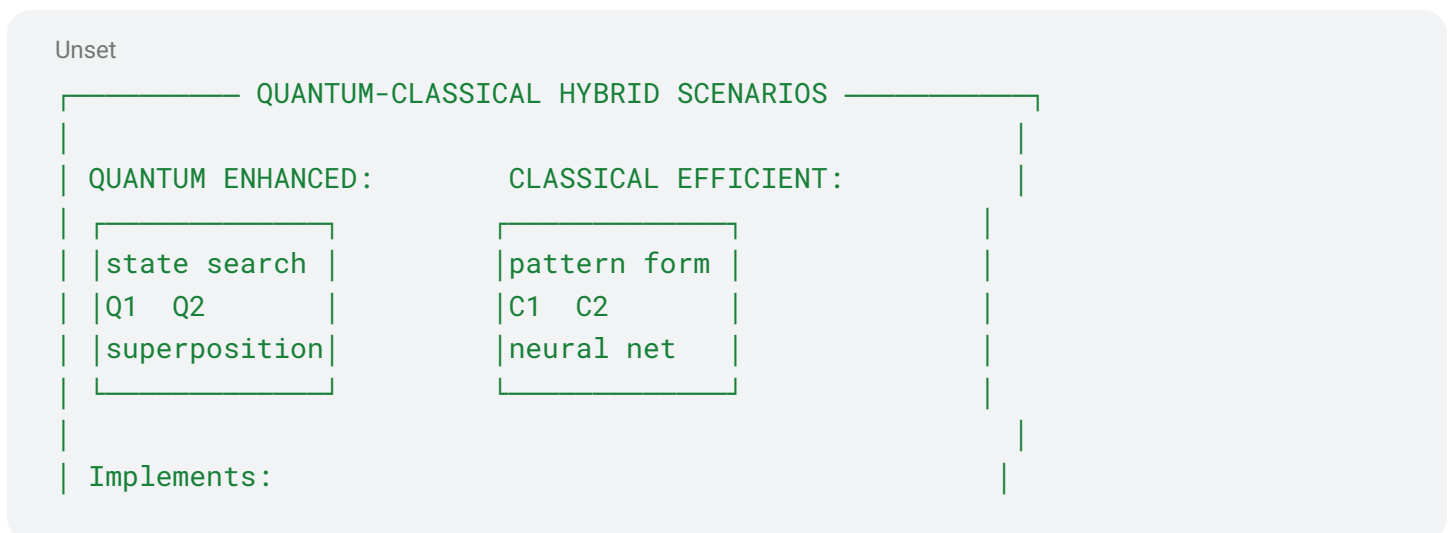 Unset
QUANTUM-CLASSICAL HYBRID SCENARIOS
QUANTUM ENHANCED: CLASSICAL EFFICIENT:
state search pattern form
Q1 Q2 C1 C2
superposition neural net
Implements: